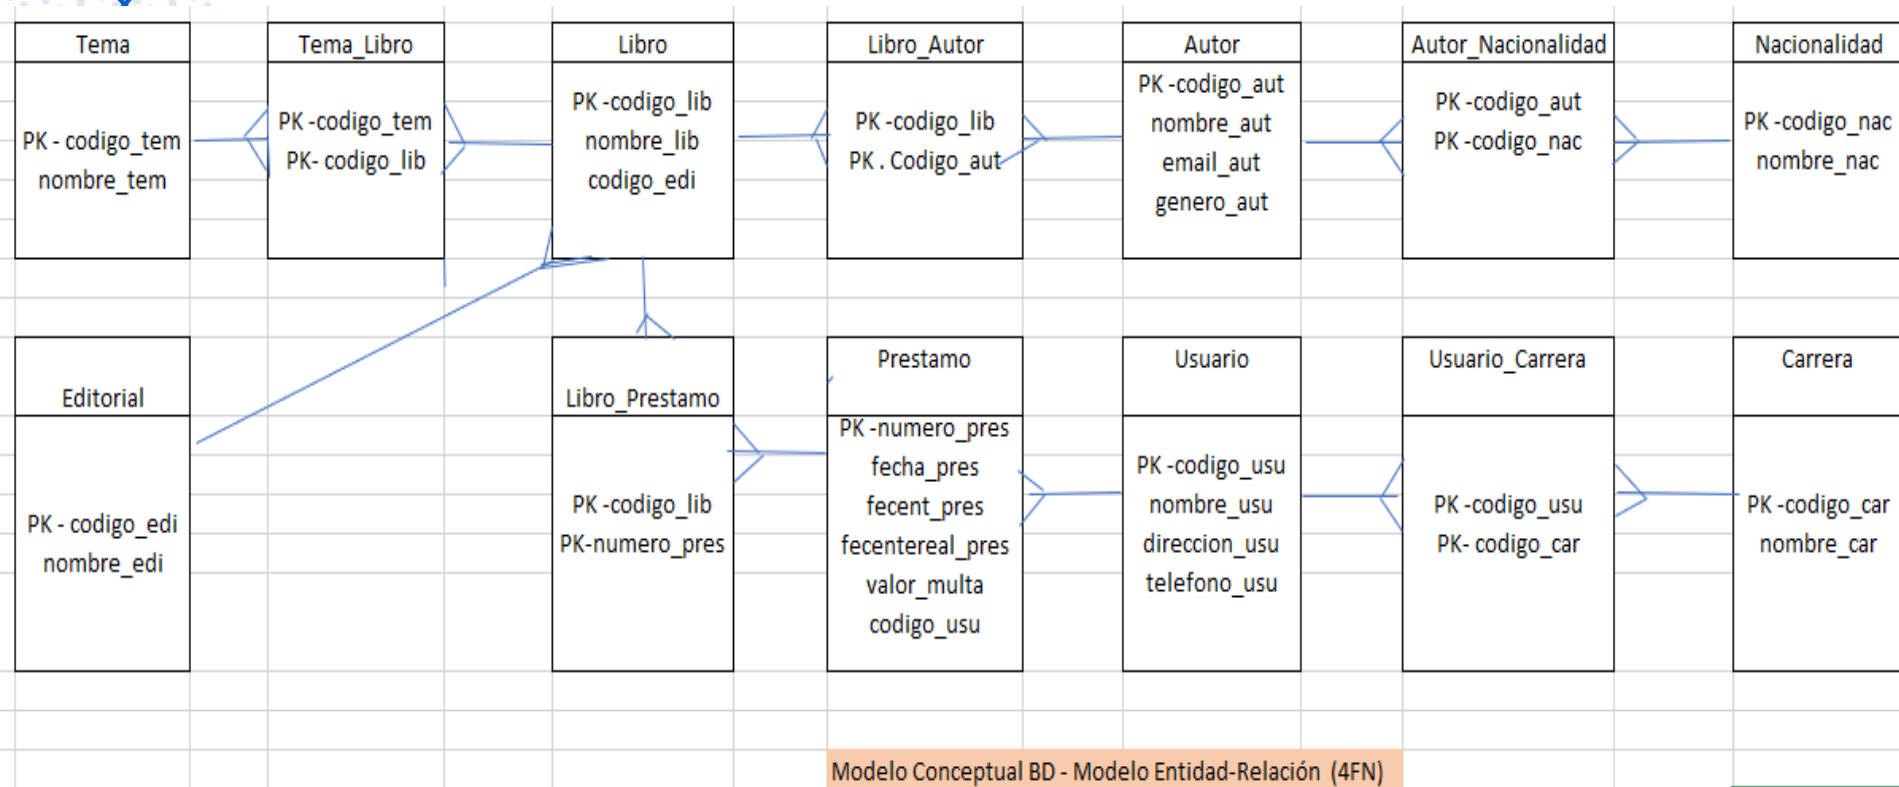 Tema
PK - codigo_tem
nombre_tem
Tema_Libro
PK -codigo_tem
PK- codigo_lib
Libro
PK -codigo_lib
nombre_lib
codigo_edi
Libro_Autor
PK -codigo_lib
PK . Codigo_aut
Autor
PK -codigo_aut
nombre_aut
email_aut
genero_aut
Autor_Nacionalidad
PK -codigo_aut
PK -codigo_nac
Nacionalidad
PK -codigo_nac
nombre_nac
Editorial
PK - codigo_edi
nombre_edi
Libro_Prestamo
PK -codigo_lib
PK-numero_pres
Prestamo
PK -numero_pres
fecha_pres
fecent_pres
fecentereal_pres
valor_multa
codigo_usu
Usuario
PK -codigo_usu
nombre_usu
direccion_usu
telefono_usu
Usuario_Carrera
PK -codigo_usu
PK- codigo_car
Carrera
PK -codigo_car
nombre_car
Modelo Conceptual BD - Modelo Entidad-Relación (4FN)